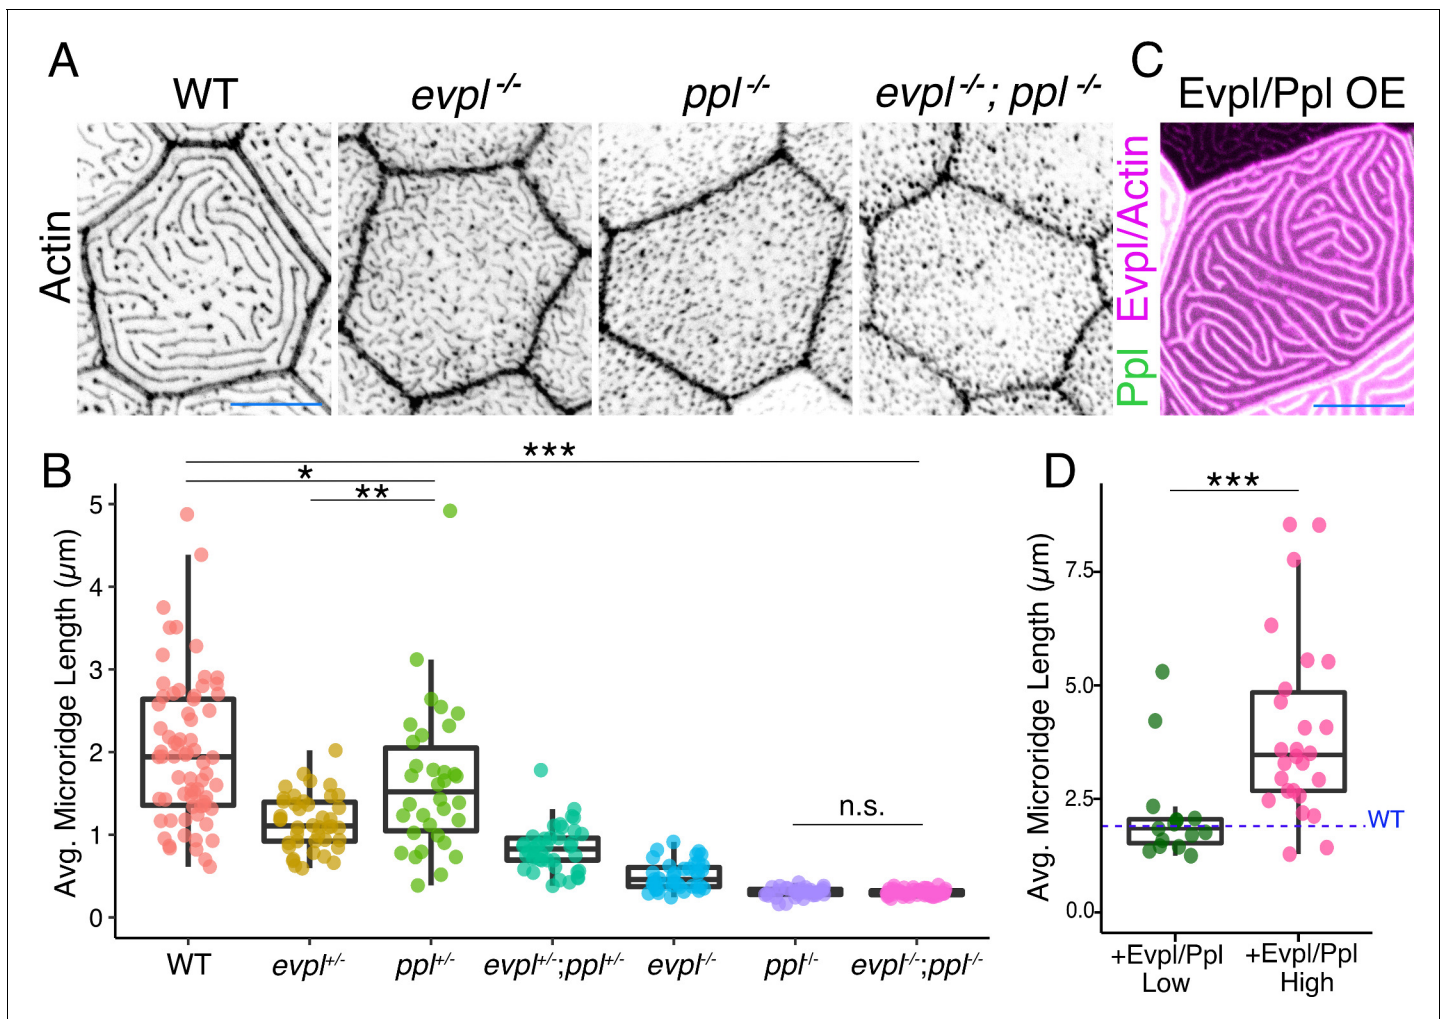 A
WT
evpl-/-
ppl-/-
evpl-/-; ppl-/-
Actin
C
Evpl/Ppl OE
Ppl Evpl/Actin
B
***
*
**
n.s.
Avg. Microridge Length (μm)
5
4
3
2
1
0
WT
evpl+/-
ppl+/-
evpl+/-;ppl+/-
evpl-/-
ppl-/-
evpl-/-;ppl-/-
D
***
Avg. Microridge Length (μm)
7.5
5.0
2.5
0.0
WT
+Evpl/Ppl
Low
+Evpl/Ppl
High